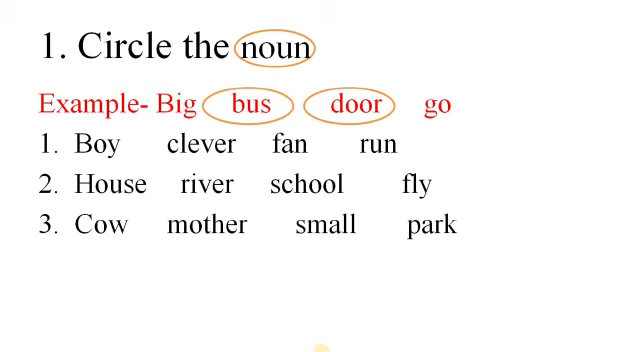 1. Circle the noun
Example- Big bus door go
1. Boy clever fan run
2. House river school fly
3. Cow mother small park